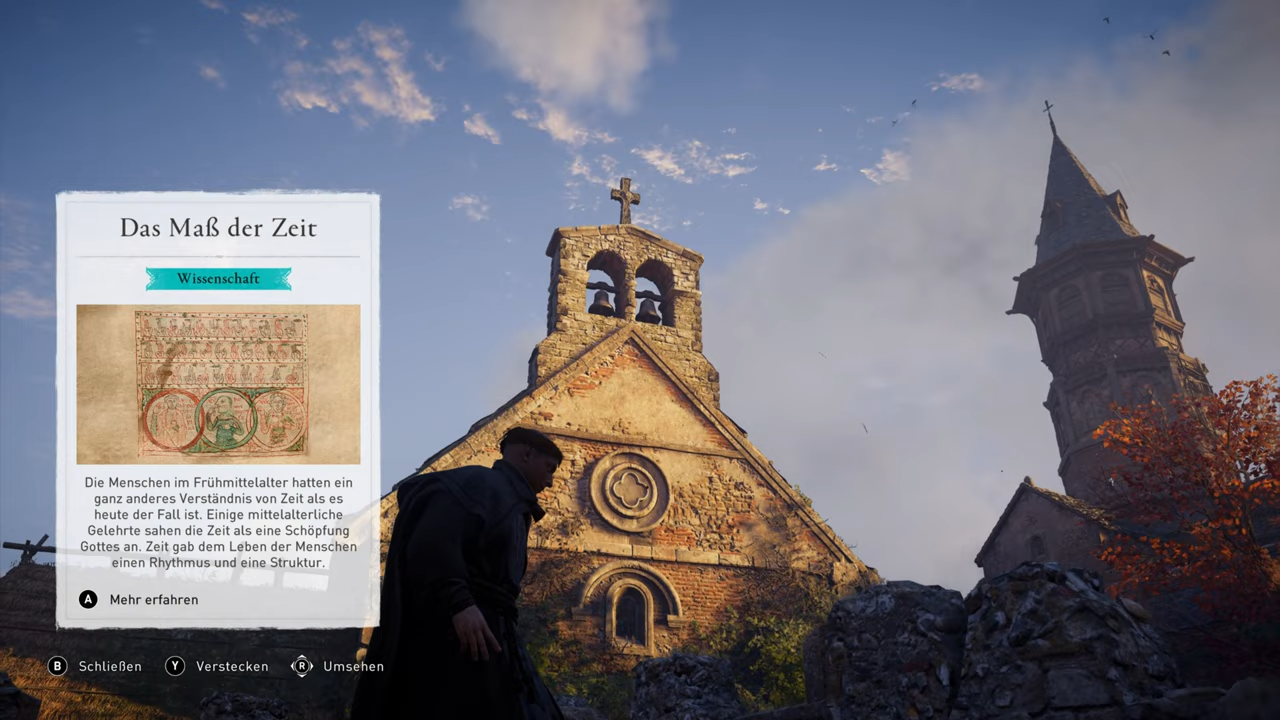 Das Maß der Zeit
Wissenschaft
Die Menschen im Frühmittelalter hatten ein
ganz anderes Verständnis von Zeit als es
heute der Fall ist. Einige mittelalterliche
Gelehrte sahen die Zeit als eine Schöpfung
Gottes an. Zeit gab dem Leben der Menschen
einen Rhythmus und eine Struktur.
A Mehr erfahren
B Schließen Y Verstecken R Umsehen